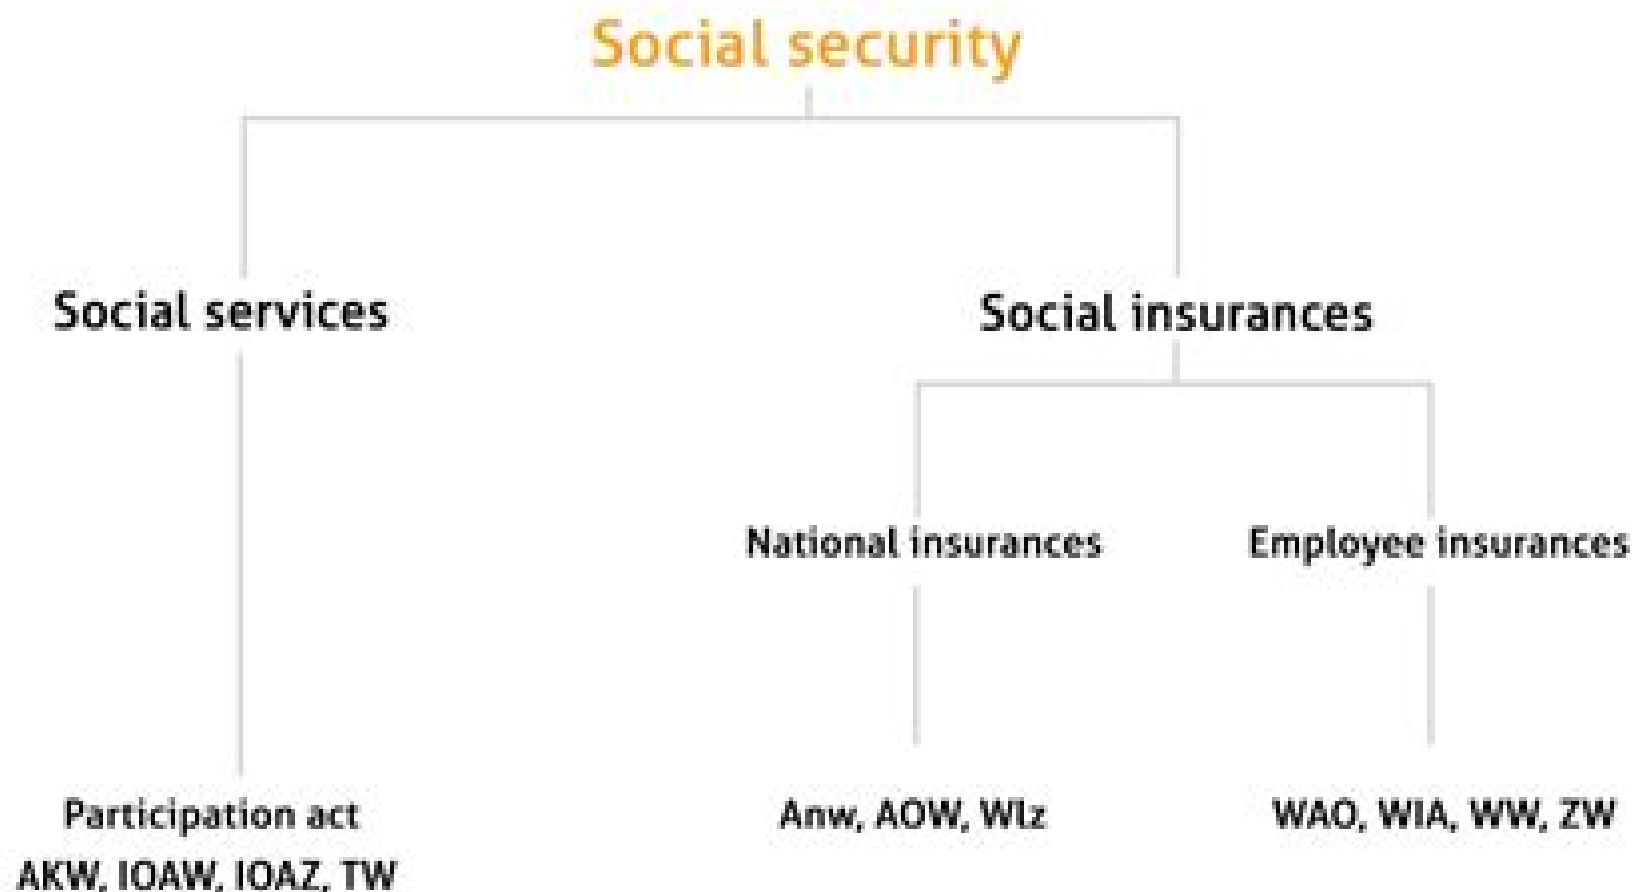 Social security
Social services
Social insurances
National insurances
Employee insurances
Participation act
AKW, IOAW, IOAZ, TW
Anw, AOW, Wlz
WAO, WIA, WW, ZW